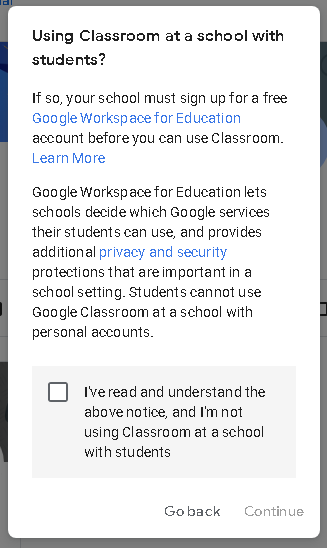 Using Classroom at a school with
students?
If so, your school must sign up for a free
Google Workspace for Education
account before you can use Classroom.
Learn More
Google Workspace for Education lets
schools decide which Google services
their students can use, and provides
additional privacy and security
protections that are important in a
school setting. Students cannot use
Google Classroom at a school with
personal accounts.
I've read and understand the
above notice, and I'm not
using Classroom at a school
with students
Go back Continue